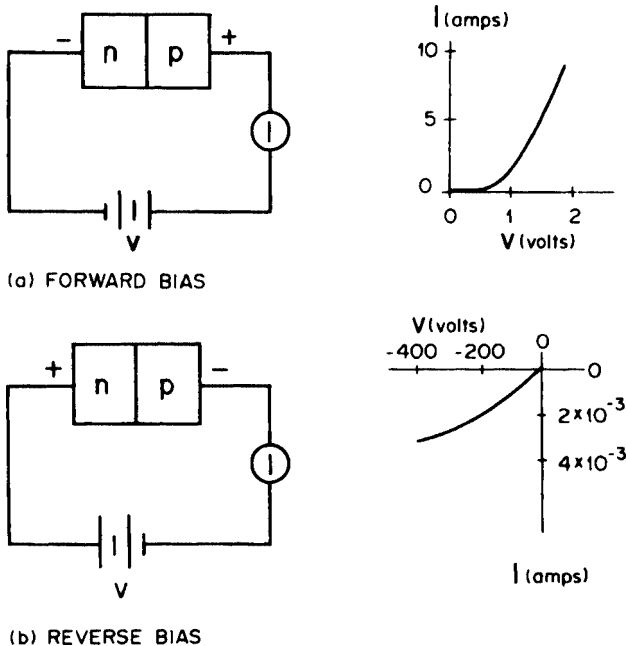 - n p +
I
V
(a) FORWARD BIAS
I (amps)
10
5
0
0 1 2
V (volts)
+ n p -
I
V
(b) REVERSE BIAS
V (volts)
-400 -200 0
0
2×10⁻³
4×10⁻³
I (amps)